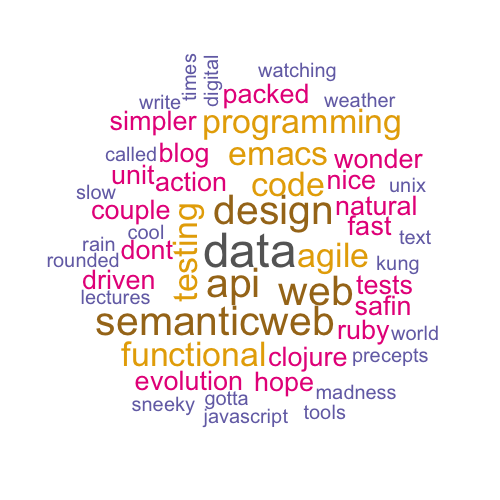 watching
times
digital
write
packed
weather
simpler
programming
called
blog
emacs
wonder
unit
action
code
nice
unix
slow
couple
testing
design
natural
fast
text
cool
rain
dont
data
agile
kung
rounded
driven
lectures
api
web
tests
safin
semanticweb
ruby
world
functional
clojure
precepts
evolution
hope
madness
sneeky
gotta
javascript
tools